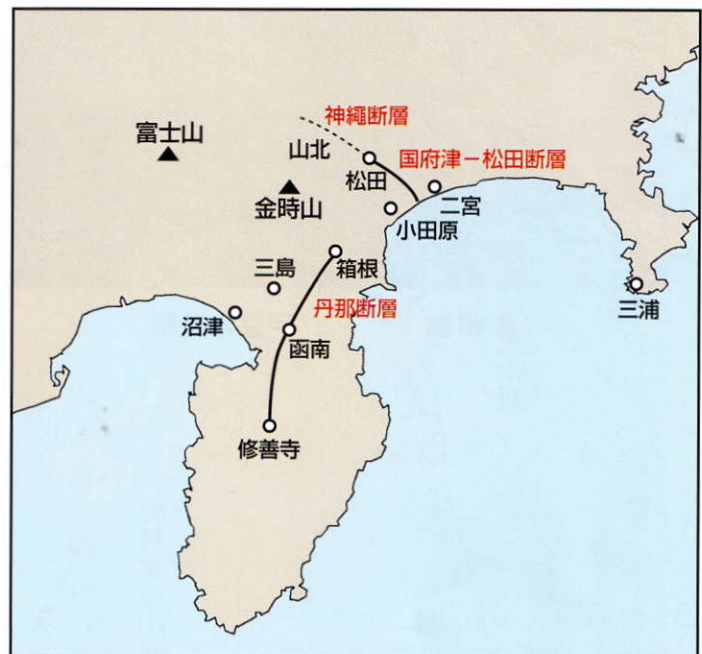 神縄断層
富士山
山北
国府津－松田断層
松田
二宮
金時山
小田原
箱根
三島
丹那断層
三浦
沼津
函南
修善寺